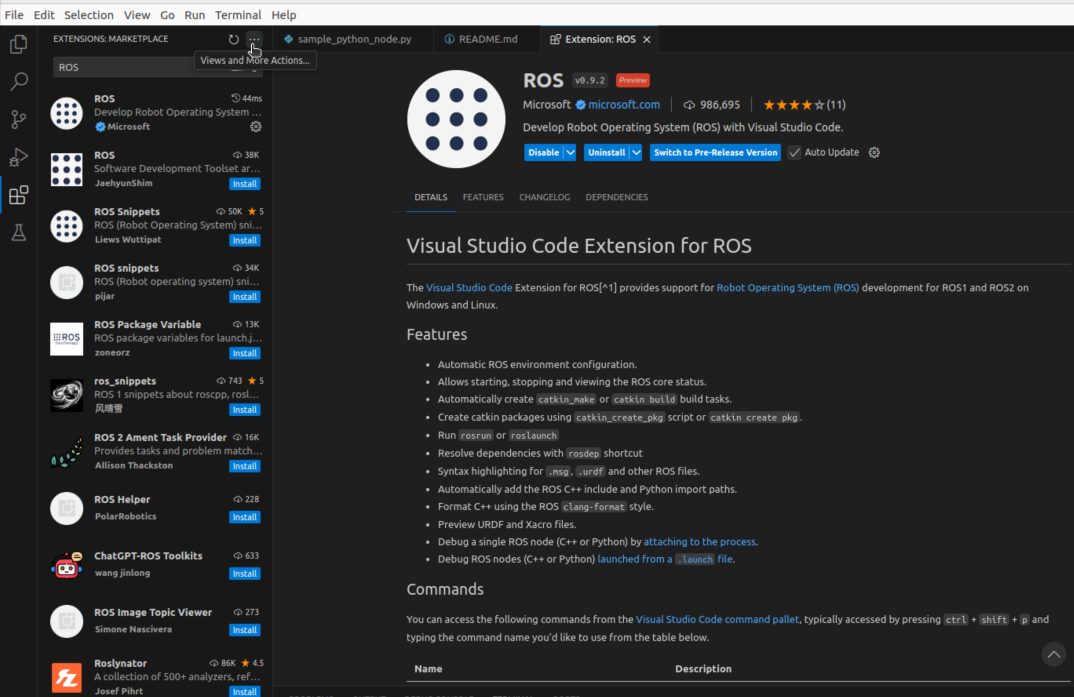 File Edit Selection View Go Run Terminal Help
EXTENSIONS: MARKETPLACE
Views and More Actions...
ROS
ROS 44ms
Develop Robot Operating System ...
Microsoft
ROS 38K
Software Development Toolset ar...
JaehyunShim Install
ROS Snippets 50K ★ 5
ROS (Robot Operating System) sni...
Liews Wuttipat Install
ROS snippets 34K
ROS (Robot operating system) sni...
pijar Install
ROS Package Variable 13K
ROS package variables for launch.j...
zoneorz Install
ros_snippets 743 ★ 5
ROS 1 snippets about roscpp, rosl...
风晴雪 Install
ROS 2 Ament Task Provider 16K
Provides tasks and problem match...
Allison Thackston Install
ROS Helper 228
PolarRobotics Install
ChatGPT-ROS Toolkits 633
wang jinlong Install
ROS Image Topic Viewer 273
Simone Nascivera Install
Roslynator 86K ★ 4.5
A collection of 500+ analyzers, ref...
Josef Pihrt Install
sample_python_node.py README.md Extension: ROS
ROS v0.9.2 Preview
Microsoft microsoft.com 986,695 ★★★★☆(11)
Develop Robot Operating System (ROS) with Visual Studio Code.
Disable Uninstall Switch to Pre-Release Version Auto Update
DETAILS FEATURES CHANGELOG DEPENDENCIES
Visual Studio Code Extension for ROS
The Visual Studio Code Extension for ROS[^1] provides support for Robot Operating System (ROS) development for ROS1 and ROS2 on
Windows and Linux.
Features
• Automatic ROS environment configuration.
• Allows starting, stopping and viewing the ROS core status.
• Automatically create catkin_make or catkin build build tasks.
• Create catkin packages using catkin_create_pkg script or catkin create pkg.
• Run rosrun or roslaunch
• Resolve dependencies with rosdep shortcut
• Syntax highlighting for .msg, .urdf and other ROS files.
• Automatically add the ROS C++ include and Python import paths.
• Format C++ using the ROS clang-format style.
• Preview URDF and Xacro files.
• Debug a single ROS node (C++ or Python) by attaching to the process.
• Debug ROS nodes (C++ or Python) launched from a .launch file.
Commands
You can access the following commands from the Visual Studio Code command pallet, typically accessed by pressing ctrl + shift + p and
typing the command name you'd like to use from the table below.
Name Description